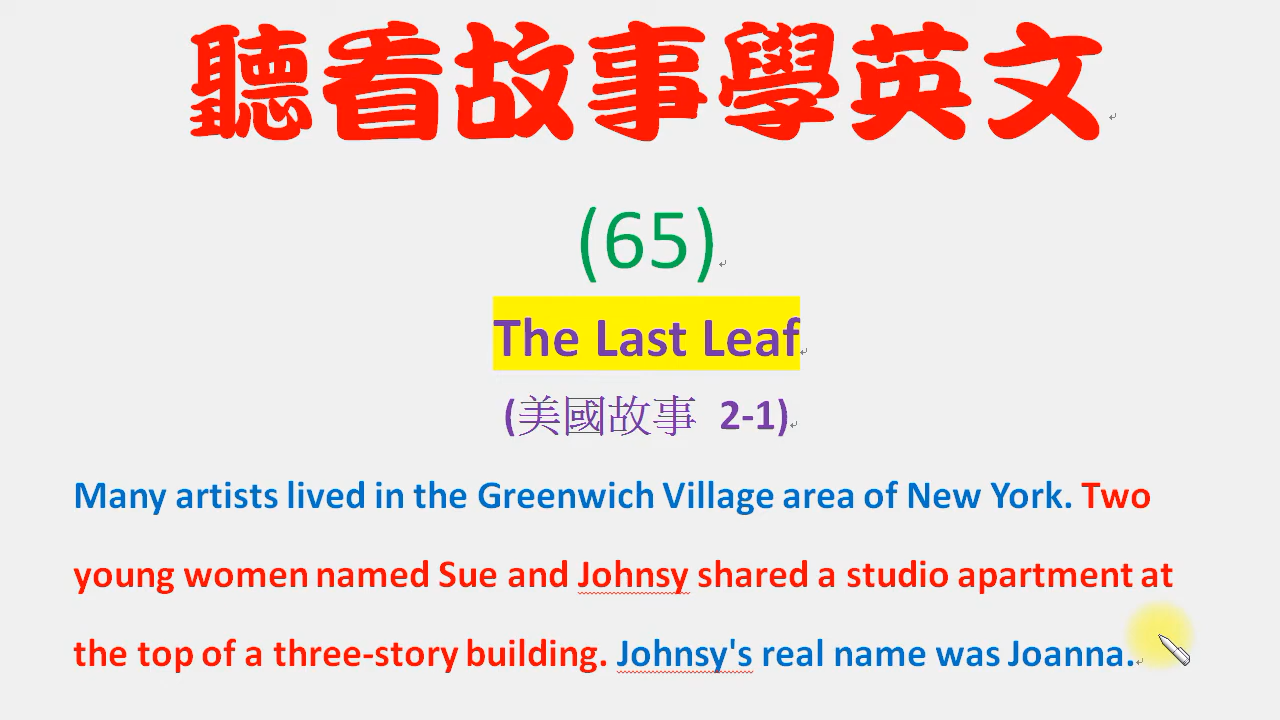 聽看故事學英文
(65)
The Last Leaf
(美國故事 2-1)
Many artists lived in the Greenwich Village area of New York. Two
young women named Sue and Johnsy shared a studio apartment at
the top of a three-story building. Johnsy's real name was Joanna.